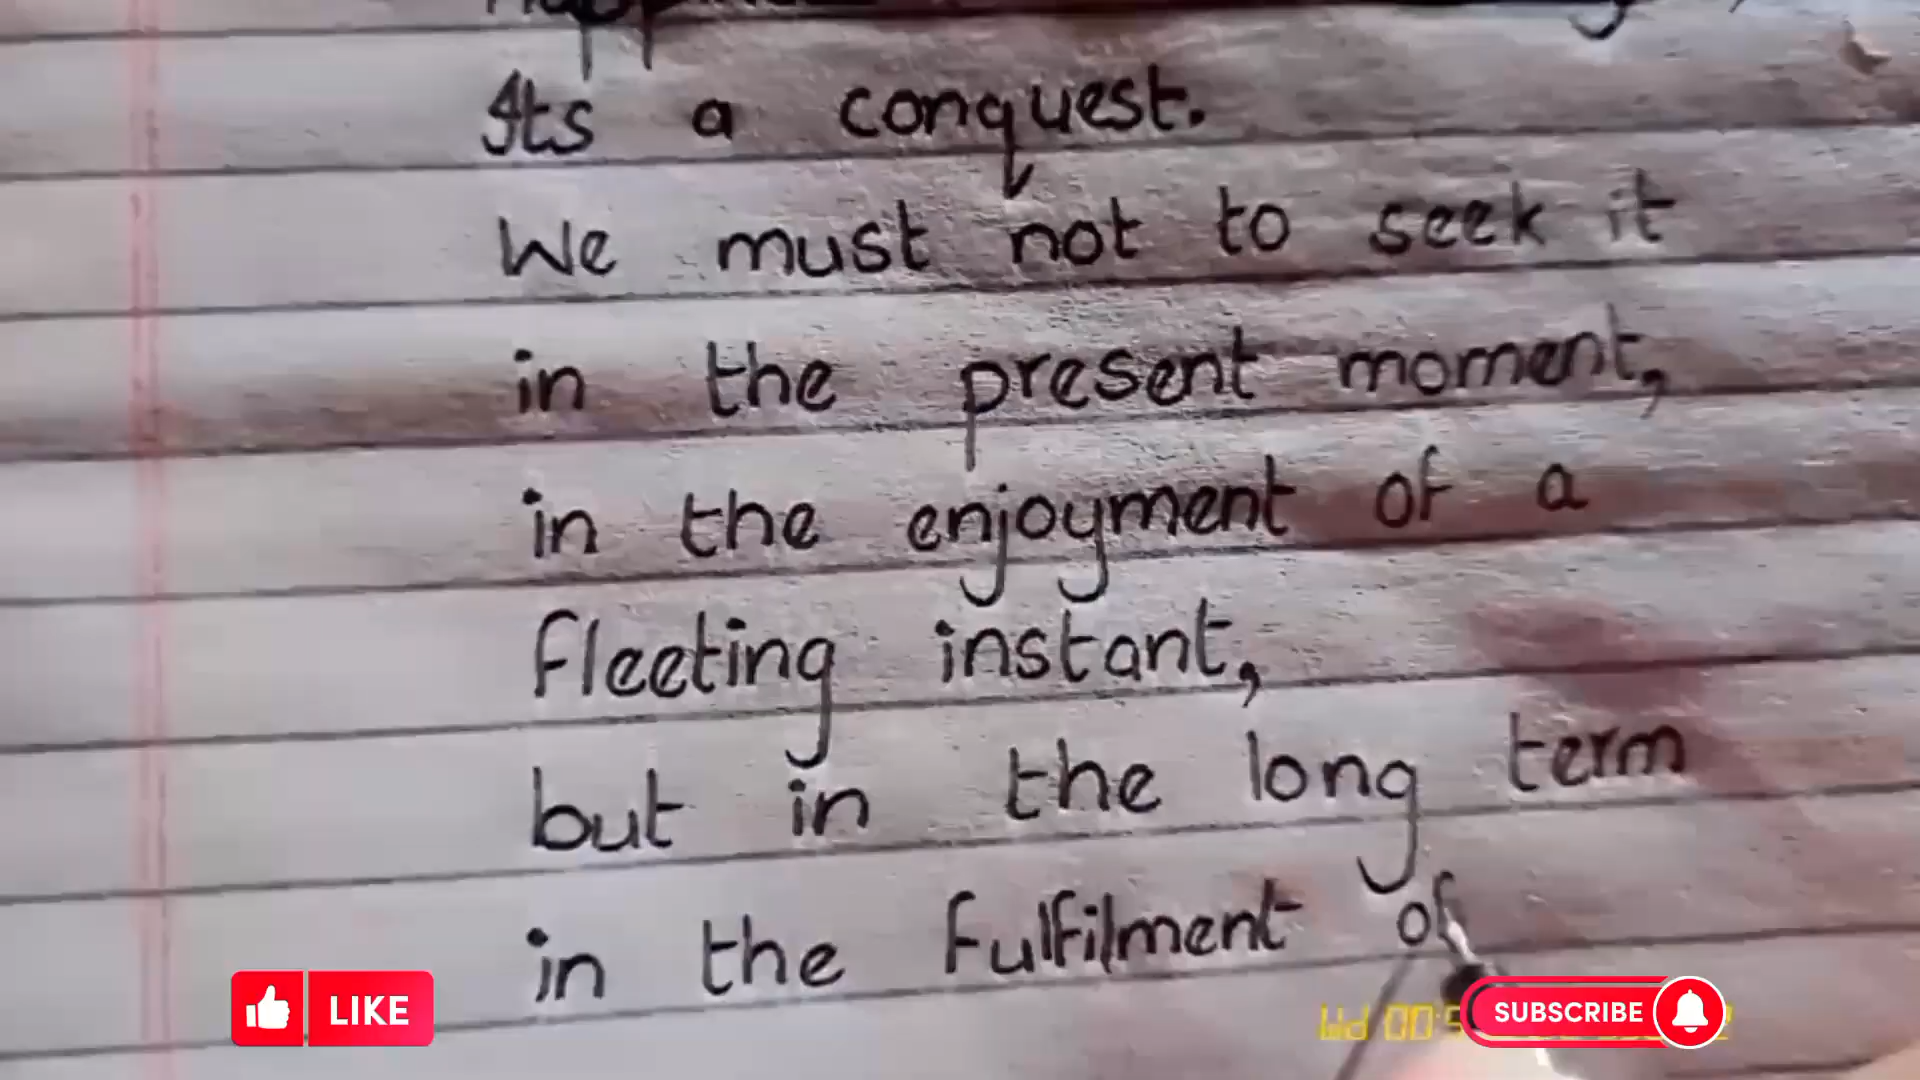 Its a conquest.
We must not to seek it
in the present moment,
in the enjoyment of a
fleeting instant,
but in the long term
in the fulfilment of
LIKE
SUBSCRIBE